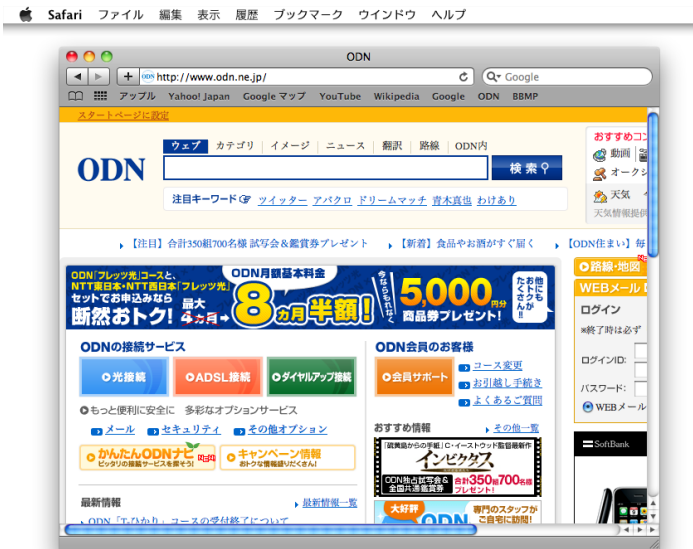 Safari ファイル 編集 表示 履歴 ブックマーク ウインドウ ヘルプ
ODN
http://www.odn.ne.jp/
Google
アップル Yahoo! Japan Google マップ YouTube Wikipedia Google ODN BBMP
スタートページに設定
ODN
ウェブ カテゴリ イメージ ニュース 翻訳 路線 ODN内
検索
注目キーワード ツイッター アバクロ ドリームマッチ 青木真也 わけあり
おすすめコン
動画
オークシ
天気
天気情報提供
【注目】合計350組700名様 試写会&鑑賞券プレゼント
【新着】食品やお酒がすぐ届く
【ODN住まい】毎
ODN「フレッツ光」コースと、
NTT東日本・NTT西日本「フレッツ光」
セットでお申込みなら
断然おトク!
ODN月額基本料金
最大
3ヵ月→8ヵ月半額!
今ならもれなく
5,000円分
商品券プレゼント!
他にもおトクがたくさん!!
ODNの接続サービス
光接続
ADSL接続
ダイヤルアップ接続
もっと便利に安全に 多彩なオプションサービス
メール セキュリティ その他オプション
かんたんODNナビ
ピッタリの接続サービスを探そう!
キャンペーン情報
おトクな情報盛りだくさん!
最新情報
最新情報一覧
ODN「Tらひかり」コースの受付終了について
ODN会員のお客様
会員サポート
コース変更
お引越し手続き
よくあるご質問
おすすめ情報
その他一覧
「硫黄島からの手紙」C・イーストウッド監督最新作
インビクタス
ODN独占試写会&
全国共通鑑賞券
合計350組700名様
プレゼント!
大好評
ODN
専門のスタッフが
ご自宅に訪問!
路線・地図
WEBメール
ログイン
※終了時は必ず
ログインID:
パスワード:
WEBメール
SoftBank